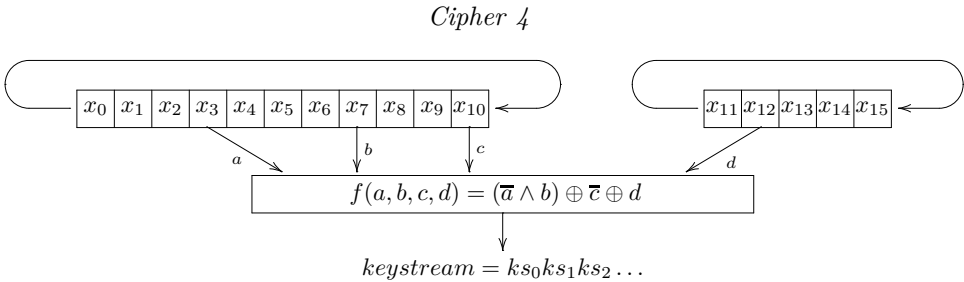 Cipher 4
x₀ x₁ x₂ x₃ x₄ x₅ x₆ x₇ x₈ x₉ x₁₀ x₁₁ x₁₂ x₁₃ x₁₄ x₁₅
a b c d
f(a, b, c, d) = (a̅ ∧ b) ⊕ c̅ ⊕ d
keystream = ks₀ks₁ks₂ …